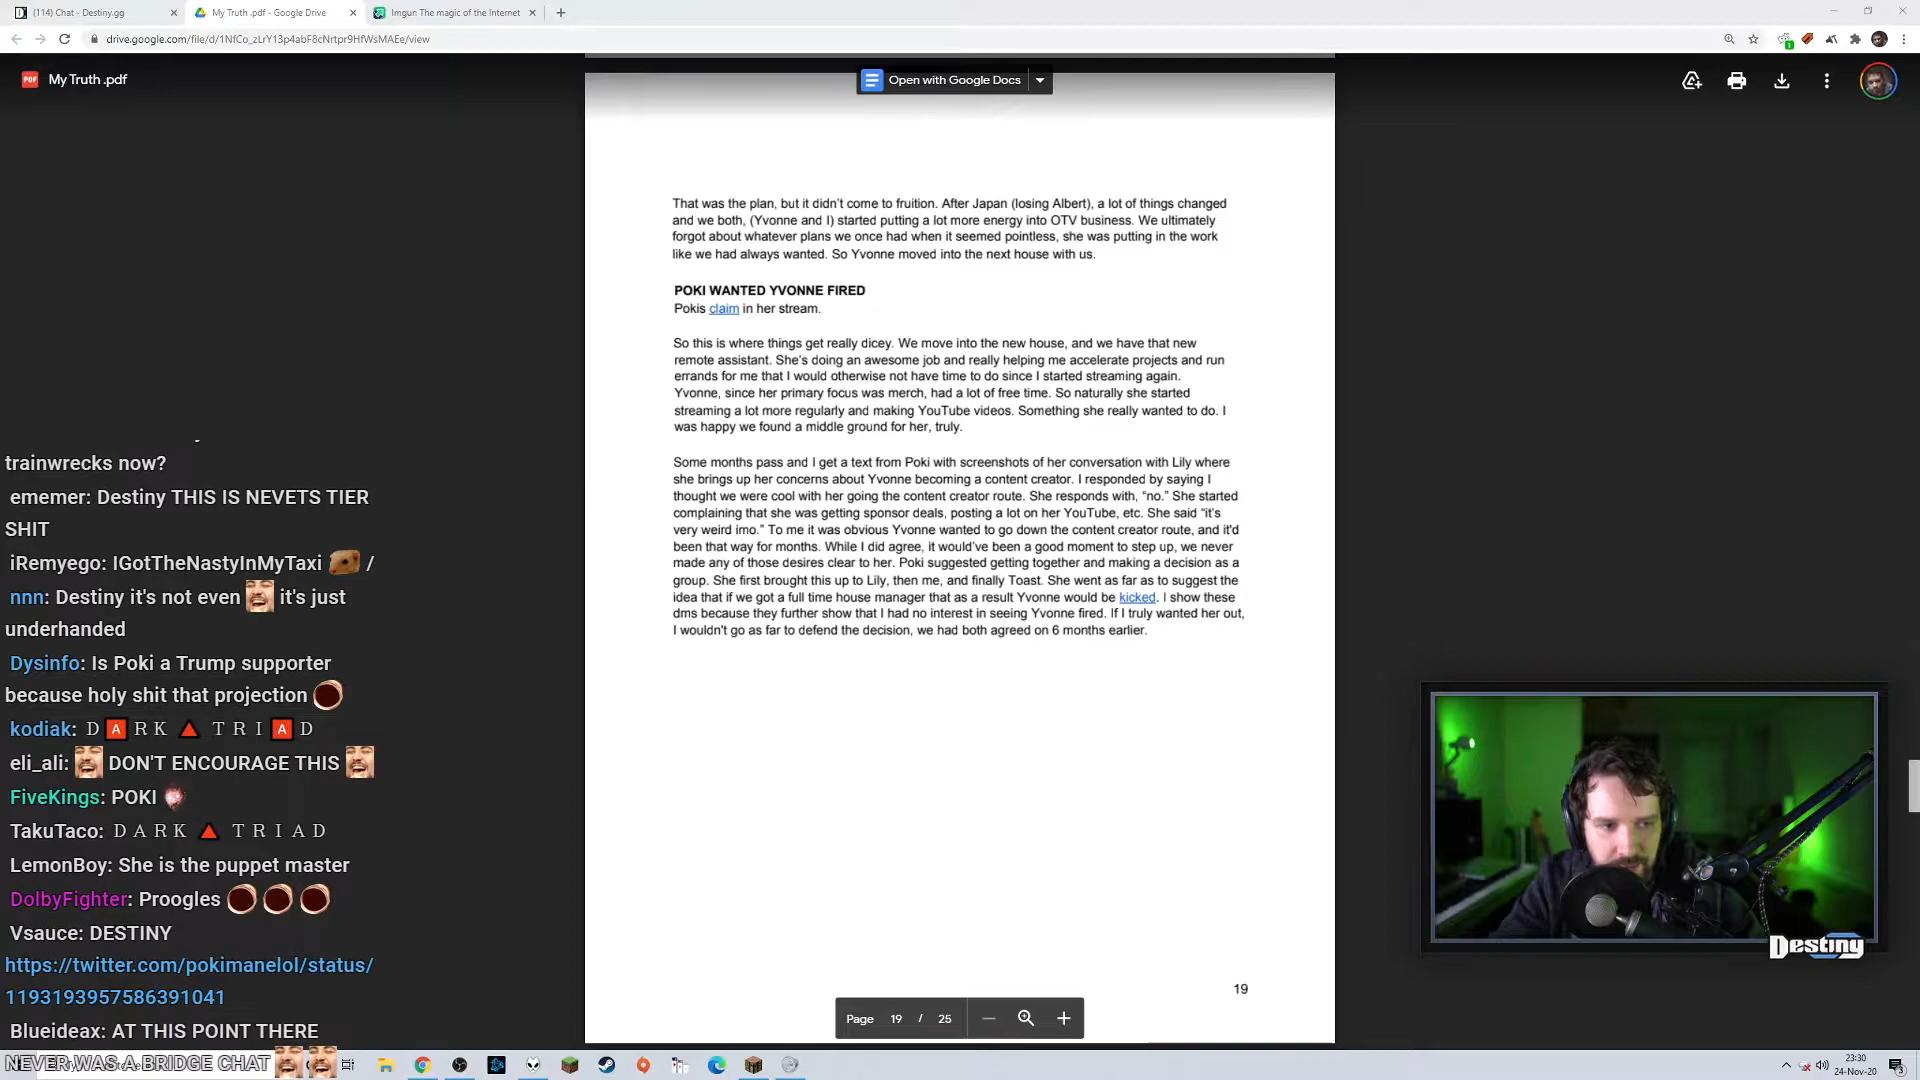 (114) Chat - Destiny.gg
My Truth .pdf - Google Drive
Imgur: The magic of the Internet
drive.google.com/file/d/1NfCo_zLrY13p4abF8cNrtpr9HfWsMAEe/view
My Truth .pdf
Open with Google Docs
That was the plan, but it didn't come to fruition. After Japan (losing Albert), a lot of things changed
and we both, (Yvonne and I) started putting a lot more energy into OTV business. We ultimately
forgot about whatever plans we once had when it seemed pointless, she was putting in the work
like we had always wanted. So Yvonne moved into the next house with us.
POKI WANTED YVONNE FIRED
Pokis claim in her stream.
So this is where things get really dicey. We move into the new house, and we have that new
remote assistant. She's doing an awesome job and really helping me accelerate projects and run
errands for me that I would otherwise not have time to do since I started streaming again.
Yvonne, since her primary focus was merch, had a lot of free time. So naturally she started
streaming a lot more regularly and making YouTube videos. Something she really wanted to do. I
was happy we found a middle ground for her, truly.
Some months pass and I get a text from Poki with screenshots of her conversation with Lily where
she brings up her concerns about Yvonne becoming a content creator. I responded by saying I
thought we were cool with her going the content creator route. She responds with, "no." She started
complaining that she was getting sponsor deals, posting a lot on her YouTube, etc. She said "it's
very weird imo." To me it was obvious Yvonne wanted to go down the content creator route, and it'd
been that way for months. While I did agree, it would've been a good moment to step up, we never
made any of those desires clear to her. Poki suggested getting together and making a decision as a
group. She first brought this up to Lily, then me, and finally Toast. She went as far as to suggest the
idea that if we got a full time house manager that as a result Yvonne would be kicked. I show these
dms because they further show that I had no interest in seeing Yvonne fired. If I truly wanted her out,
I wouldn't go as far to defend the decision, we had both agreed on 6 months earlier.
19
Page 19 / 25
trainwrecks now?
ememer: Destiny THIS IS NEVETS TIER
SHIT
iRemyego: IGotTheNastyInMyTaxi /
nnn: Destiny it's not even it's just
underhanded
Dysinfo: Is Poki a Trump supporter
because holy shit that projection
kodiak: D A R K T R I A D
eli_ali: DON'T ENCOURAGE THIS
FiveKings: POKI
TakuTaco: D A R K T R I A D
LemonBoy: She is the puppet master
DolbyFighter: Proogles
Vsauce: DESTINY
https://twitter.com/pokimanelol/status/
1193193957586391041
Blueideax: AT THIS POINT THERE
NEVER WAS A BRIDGE CHAT
Destiny
23:30
24-Nov-20